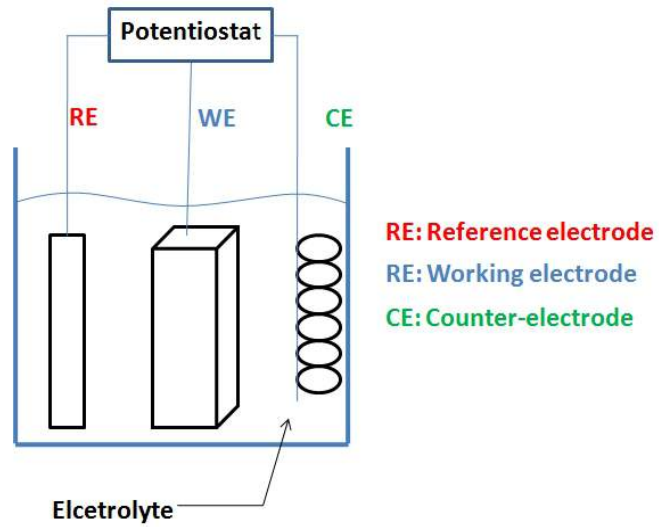 Potentiostat
RE
WE
CE
RE: Reference electrode
RE: Working electrode
CE: Counter-electrode
Elcetrolyte